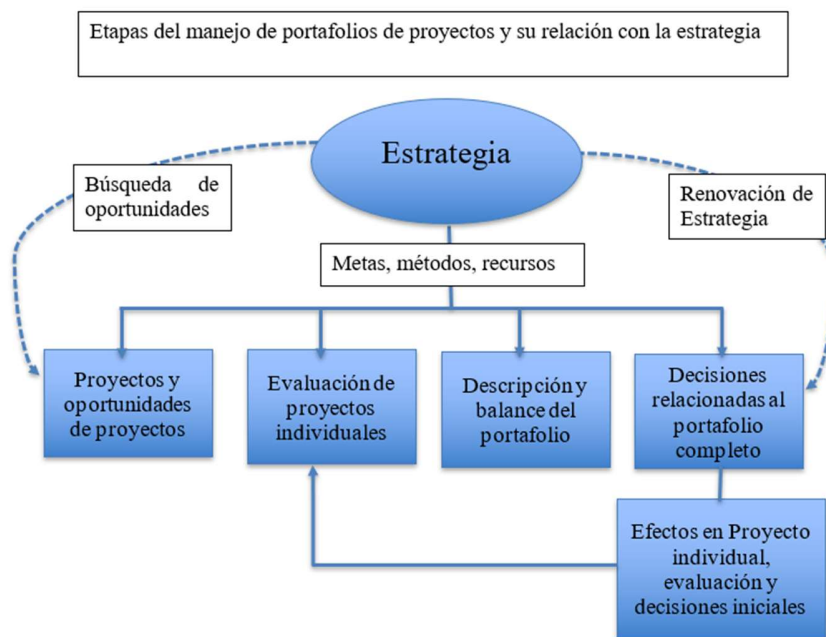 Etapas del manejo de portafolios de proyectos y su relación con la estrategia
Estrategia
Búsqueda de
oportunidades
Renovación de
Estrategia
Metas, métodos, recursos
Proyectos y
oportunidades
de proyectos
Evaluación de
proyectos
individuales
Descripción y
balance del
portafolio
Decisiones
relacionadas al
portafolio
completo
Efectos en Proyecto
individual,
evaluación y
decisiones iniciales